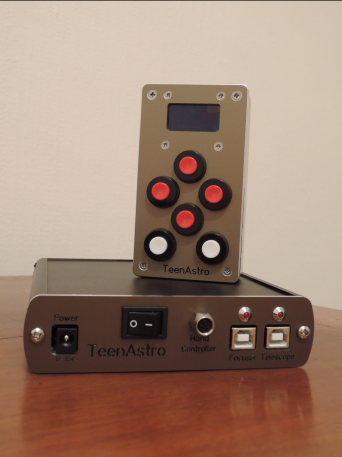 TeenAstro
Power
TeenAstro
Hand
Controller
Focuser Telescope